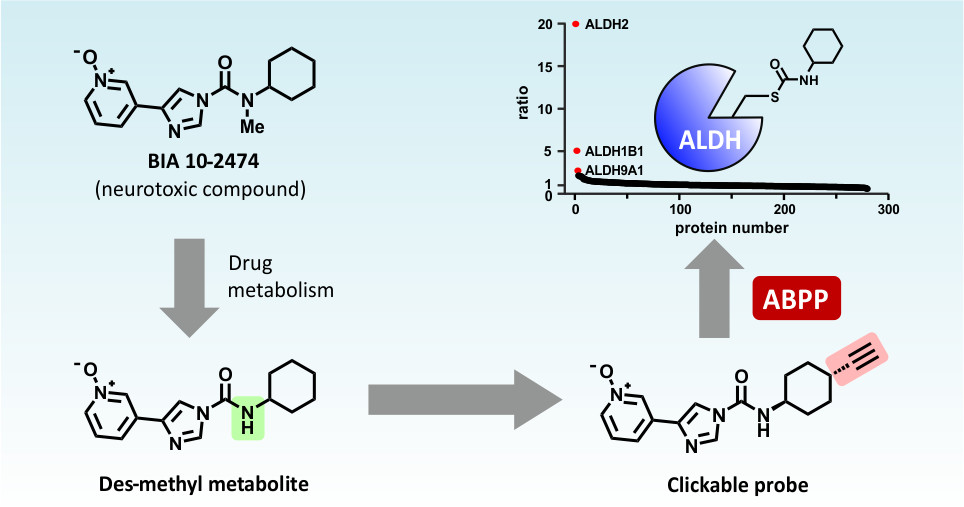 ⁻O
N⁺
N
N
O
N
Me
BIA 10-2474
(neurotoxic compound)
Drug
metabolism
⁻O
N⁺
N
N
O
N
H
Des-methyl metabolite
⁻O
N⁺
N
N
O
N
H
Clickable probe
ABPP
ratio
20
15
10
5
1
0
ALDH2
ALDH1B1
ALDH9A1
O
NH
S
ALDH
0
100
200
300
protein number